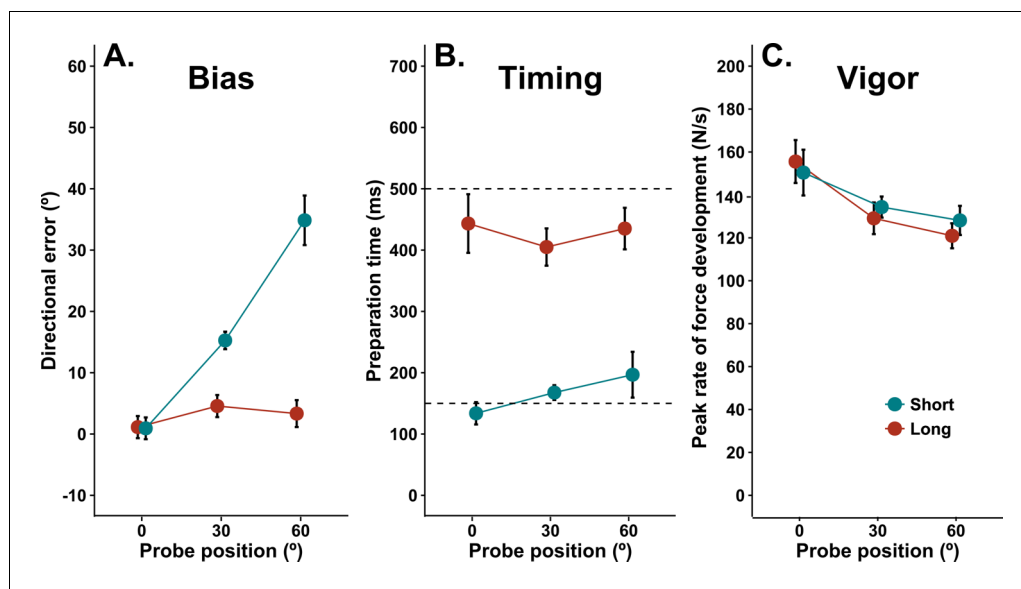 A.
Bias
Directional error (º)
60
50
40
30
20
10
0
-10
0
30
60
Probe position (º)
B.
Timing
Preparation time (ms)
700
600
500
400
300
200
100
0
0
30
60
Probe position (º)
C.
Vigor
Peak rate of force development (N/s)
200
180
160
140
120
100
80
60
40
20
0
0
30
60
Probe position (º)
Short
Long